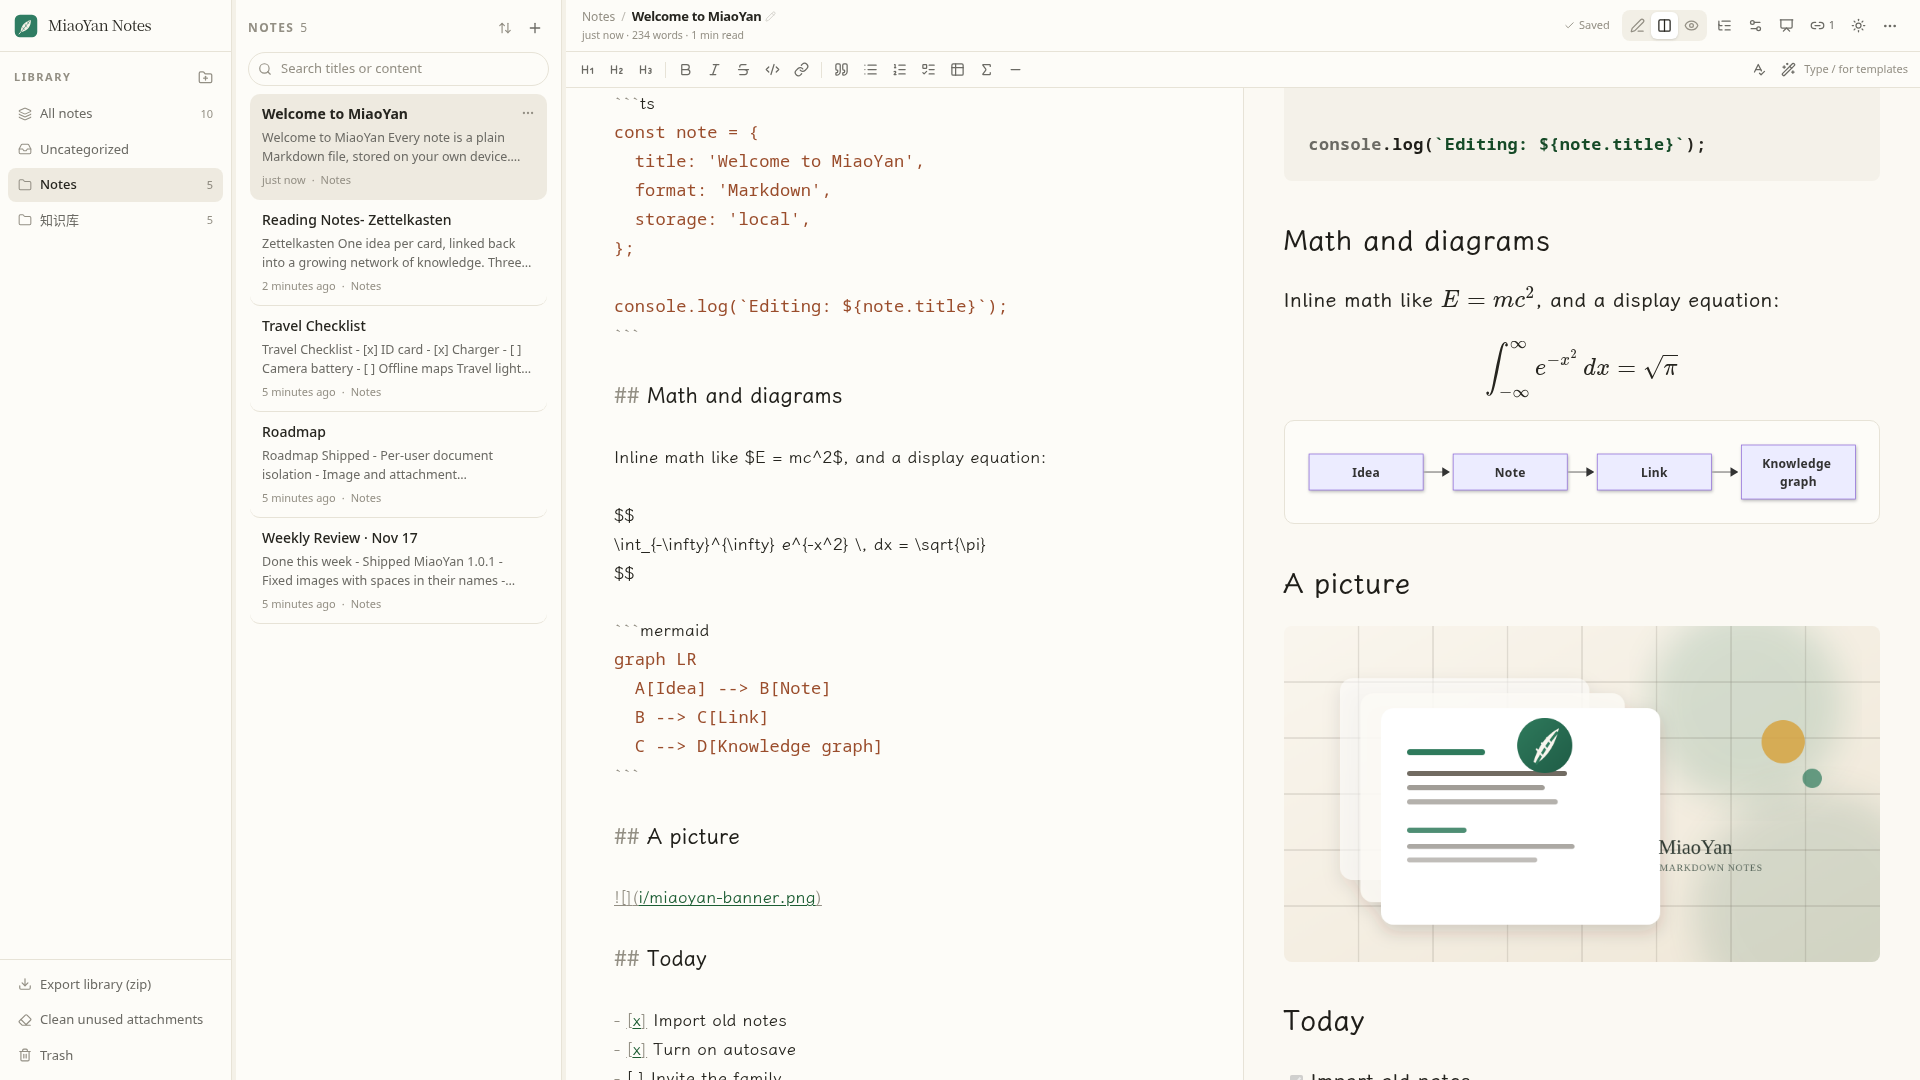 MiaoYan Notes
LIBRARY
All notes 10
Uncategorized
Notes 5
知识库 5
Export library (zip)
Clean unused attachments
Trash
NOTES 5
Search titles or content
Welcome to MiaoYan
Welcome to MiaoYan Every note is a plain
Markdown file, stored on your own device....
just now · Notes
Reading Notes- Zettelkasten
Zettelkasten One idea per card, linked back
into a growing network of knowledge. Three...
2 minutes ago · Notes
Travel Checklist
Travel Checklist - [x] ID card - [x] Charger - [ ]
Camera battery - [ ] Offline maps Travel light...
5 minutes ago · Notes
Roadmap
Roadmap Shipped - Per-user document
isolation - Image and attachment...
5 minutes ago · Notes
Weekly Review · Nov 17
Done this week - Shipped MiaoYan 1.0.1 -
Fixed images with spaces in their names -...
5 minutes ago · Notes
Notes / Welcome to MiaoYan
just now · 234 words · 1 min read
Saved
1
H1 H2 H3
Type / for templates
```ts
const note = {
  title: 'Welcome to MiaoYan',
  format: 'Markdown',
  storage: 'local',
};
console.log(`Editing: ${note.title}`);
```
## Math and diagrams
Inline math like $E = mc^2$, and a display equation:
$$
\int_{-\infty}^{\infty} e^{-x^2} \, dx = \sqrt{\pi}
$$
```mermaid
graph LR
  A[Idea] --> B[Note]
  B --> C[Link]
  C --> D[Knowledge graph]
```
## A picture
![](i/miaoyan-banner.png)
## Today
- [x] Import old notes
- [x] Turn on autosave
- [ ] Invite the family
console.log(`Editing: ${note.title}`);
Math and diagrams
Inline math like E = mc², and a display equation:
∫_{-∞}^{∞} e^{-x²} dx = √π
Idea
Note
Link
Knowledge
graph
A picture
MiaoYan
MARKDOWN NOTES
Today
Import old notes